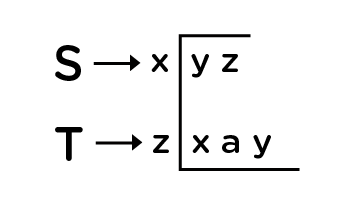 S → x y z
T → z x a y